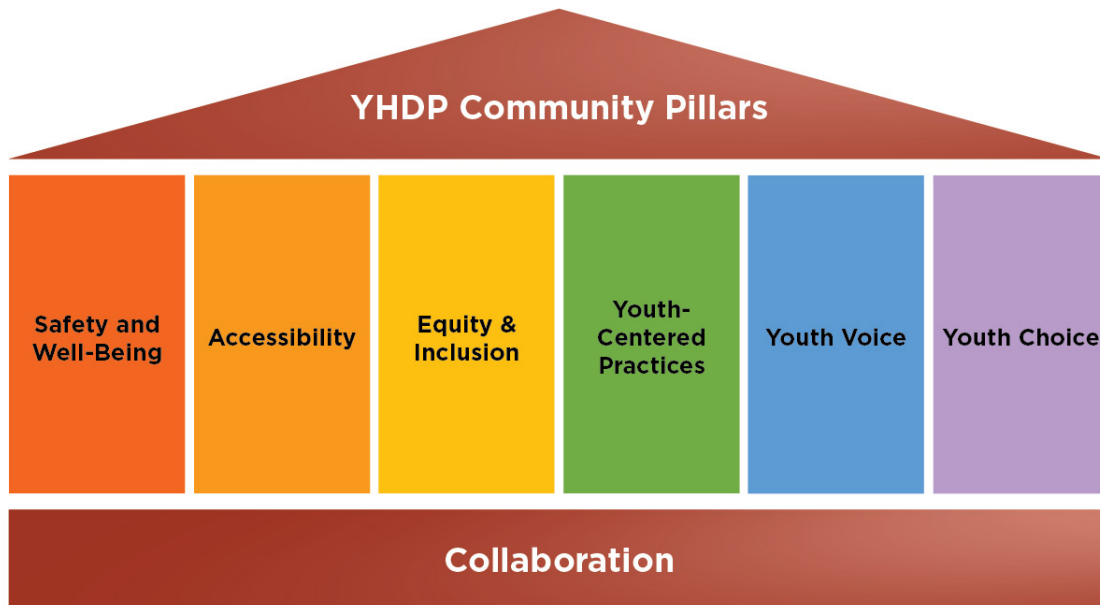 YHDP Community Pillars
Safety and
Well-Being
Accessibility
Equity &
Inclusion
Youth-
Centered
Practices
Youth Voice
Youth Choice
Collaboration